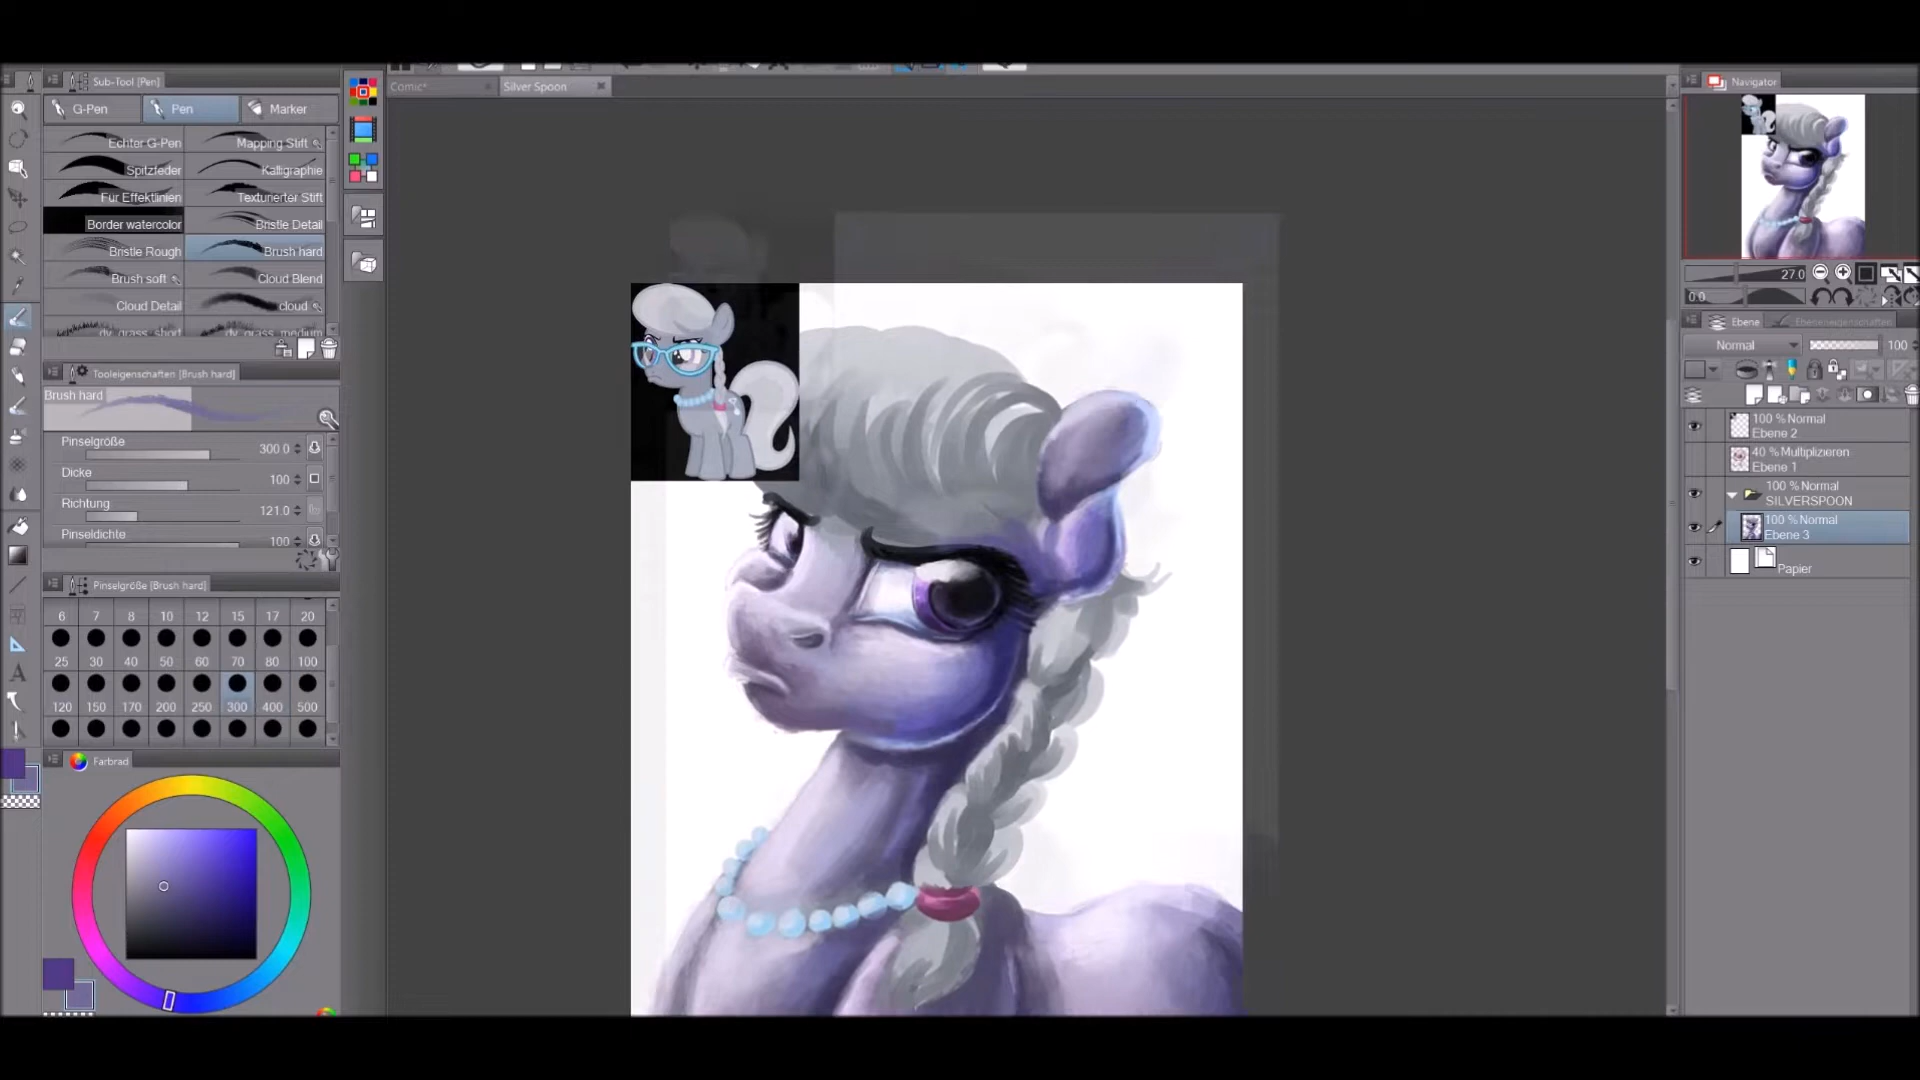 Sub-Tool [Pen]
G-Pen
Pen
Marker
Echter G-Pen
Mapping Stift
Spitzfeder
Kalligraphie
Für Effektlinien
Texturierter Stift
Border watercolor
Bristle Detail
Bristle Rough
Brush hard
Brush soft
Cloud Blend
Cloud Detail
cloud
dv_grass_short
dv_grass_medium
Tooleigenschaften [Brush hard]
Brush hard
Pinselgröße
300.0
Dicke
100
Richtung
121.0
Pinseldichte
100
Pinselgröße [Brush hard]
6 7 8 10 12 15 17 20
25 30 40 50 60 70 80 100
120 150 170 200 250 300 400 500
Farbrad
Comic*
Silver Spoon
Navigator
27.0
0.0
Ebene
Ebeneneigenschaften
Normal
100
100 % Normal
Ebene 2
40 % Multiplizieren
Ebene 1
100 % Normal
SILVERSPOON
100 % Normal
Ebene 3
Papier